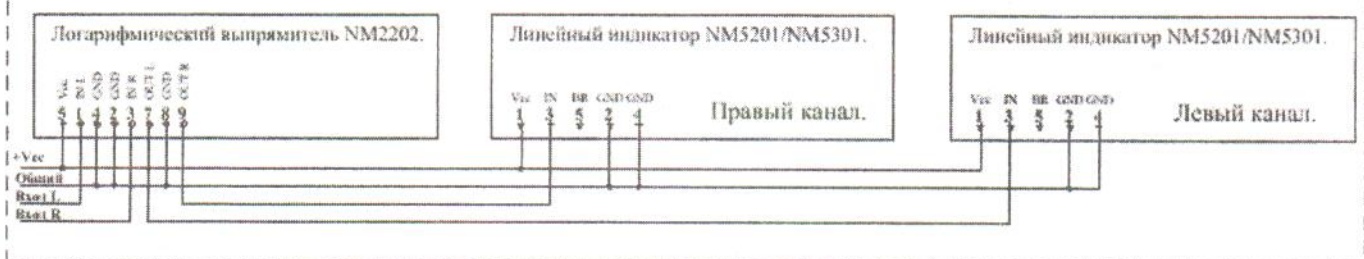 Логарифмический выпрямитель NM2202.
Vcc IN L GND GND IN R OUT L GND OUT R
5 1 4 2 3 7 8 9
Линейный индикатор NM5201/NM5301.
Vcc IN BR GND GND
1 3 5 2 4
Правый канал.
Линейный индикатор NM5201/NM5301.
Vcc IN BR GND GND
1 3 5 2 4
Левый канал.
+Vcc
Общий
Вход L
Вход R